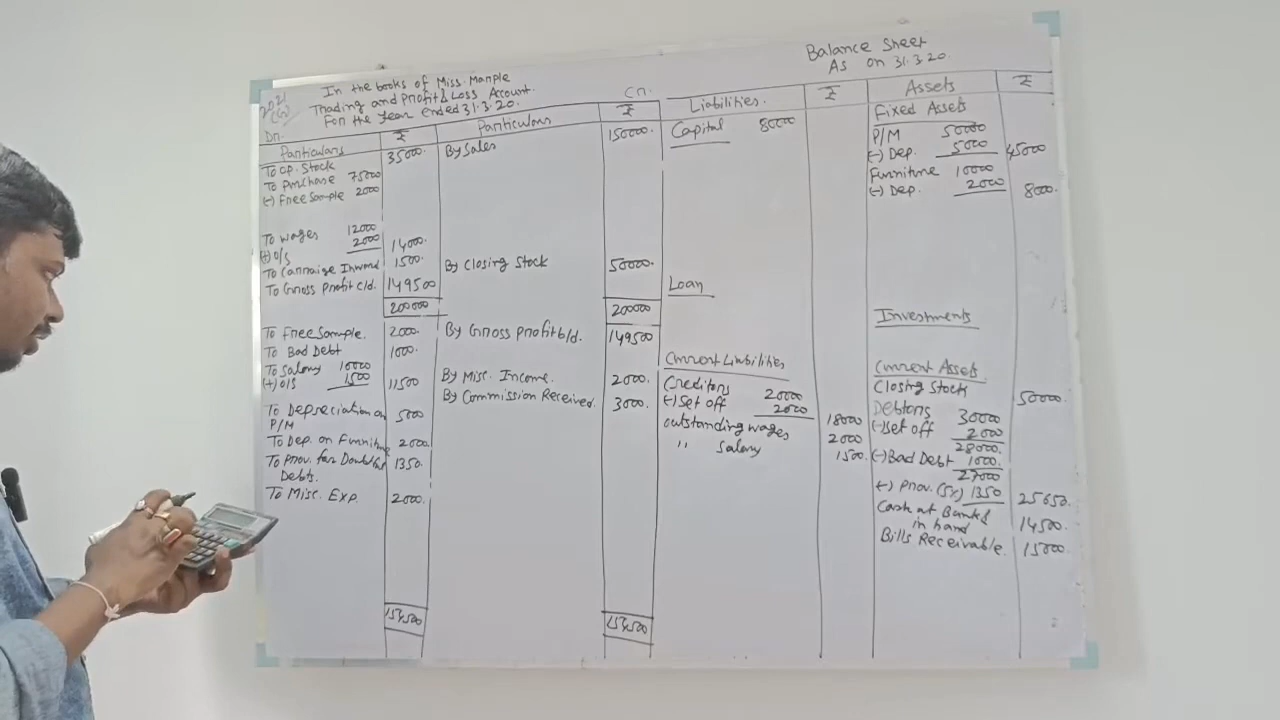 2021 (W)
In the books of Miss. Manple
Trading and Profit & Loss Account.
For the Year ended 31.3.20.
Dr.
Cr.
Particulars ₹ Particulars ₹
To Op. Stock 35000. By Sales 150000.
To Purchase 75000
(-) Free Sample 2000
To Wages 12000
(+) O/S 2000 14000.
To Carraige Inward 1500. By Closing Stock 50000.
To Gross Profit C/d. 149500
200000 200000
To Free Sample. 2000. By Gross Profit b/d. 149500
To Bad Debt 1000.
To Salary 10000
(+) O/S 1500 11500 By Misc. Income. 2000.
To Depreciation on P/M 5000 By Commission Received. 3000.
To Dep. on Furniture 2000.
To Prov. for Doubtful Debts. 1350.
To Misc. Exp. 2000.
154500 154500
Balance Sheet
As on 31.3.20
Liabilities. ₹ Assets ₹
Capital 80000
Loan
Current Liabilities
Creditors 20000
(-) Set off 2000 18000
Outstanding wages 2000
" Salary 1500.
Fixed Assets
P/M 50000
(-) Dep. 5000 45000
Furniture 10000
(-) Dep. 2000 8000.
Investments
Current Assets
Closing Stock 50000.
Debtors 30000
(-) Set off 2000
28000
(-) Bad Debt 1000.
27000
(-) Prov. (5%) 1350 25650.
Cash at Bank &
in hand 14500
Bills Receivable. 15000.